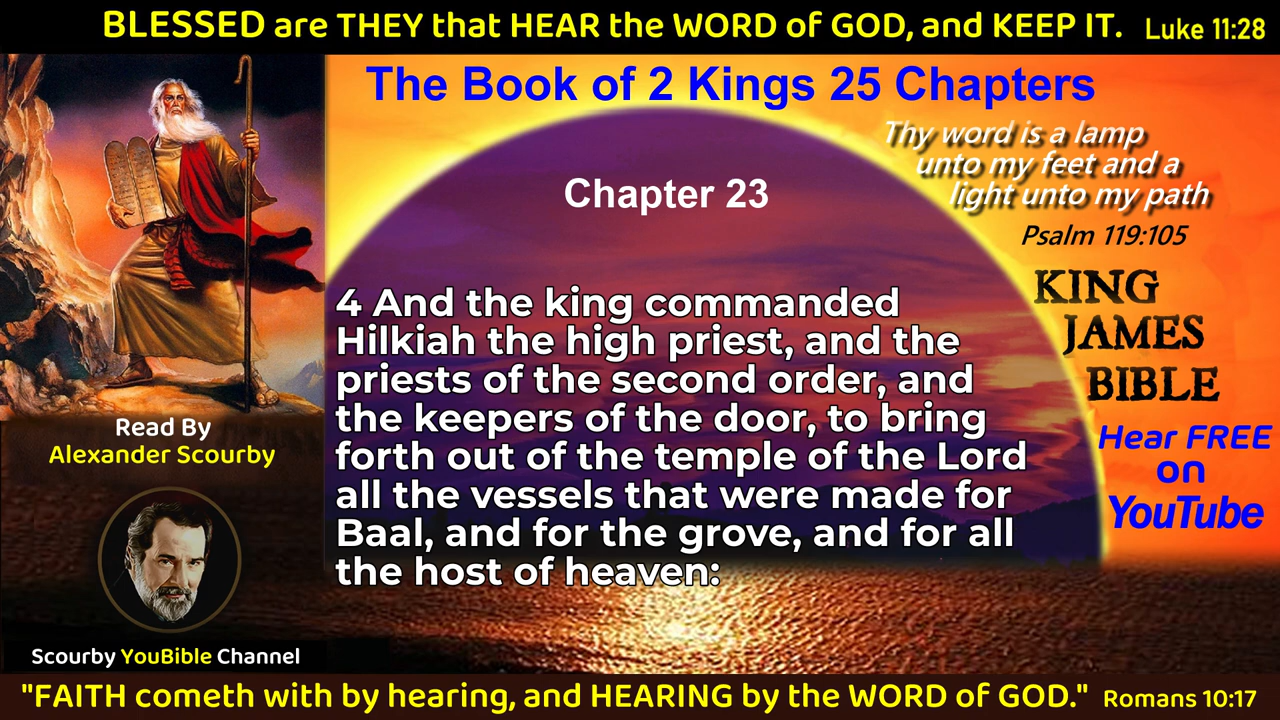 BLESSED are THEY that HEAR the WORD of GOD, and KEEP IT. Luke 11:28
The Book of 2 Kings 25 Chapters
Thy word is a lamp
unto my feet and a
light unto my path
Psalm 119:105
Chapter 23
KING
JAMES
BIBLE
4 And the king commanded
Hilkiah the high priest, and the
priests of the second order, and
the keepers of the door, to bring
forth out of the temple of the Lord
all the vessels that were made for
Baal, and for the grove, and for all
the host of heaven:
Hear FREE
on
YouTube
Read By
Alexander Scourby
Scourby YouBible Channel
"FAITH cometh with by hearing, and HEARING by the WORD of GOD." Romans 10:17